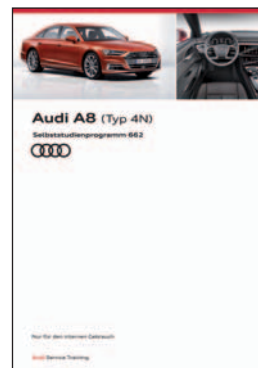 Audi A8 (Typ 4N)
Selbststudienprogramm 662
Nur für den internen Gebrauch
Audi Service Training